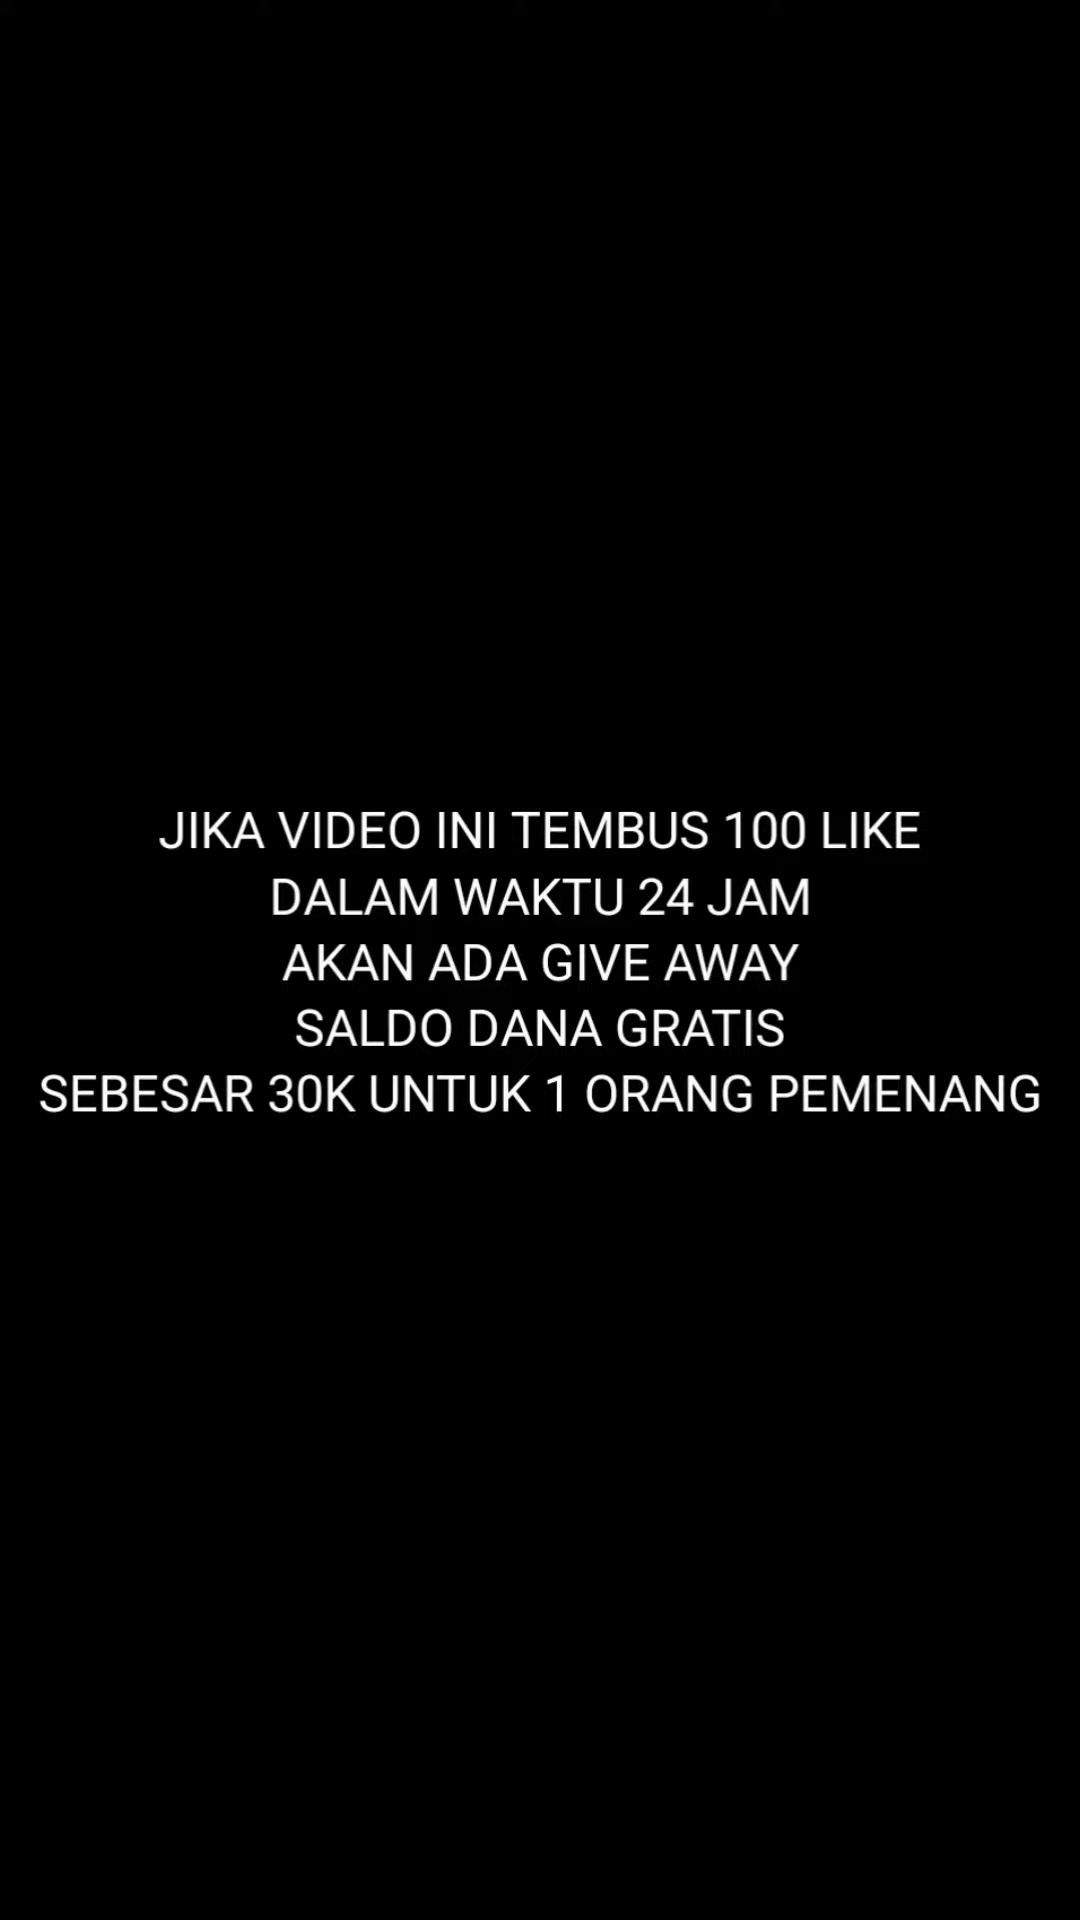 JIKA VIDEO INI TEMBUS 100 LIKE
DALAM WAKTU 24 JAM
AKAN ADA GIVE AWAY
SALDO DANA GRATIS
SEBESAR 30K UNTUK 1 ORANG PEMENANG